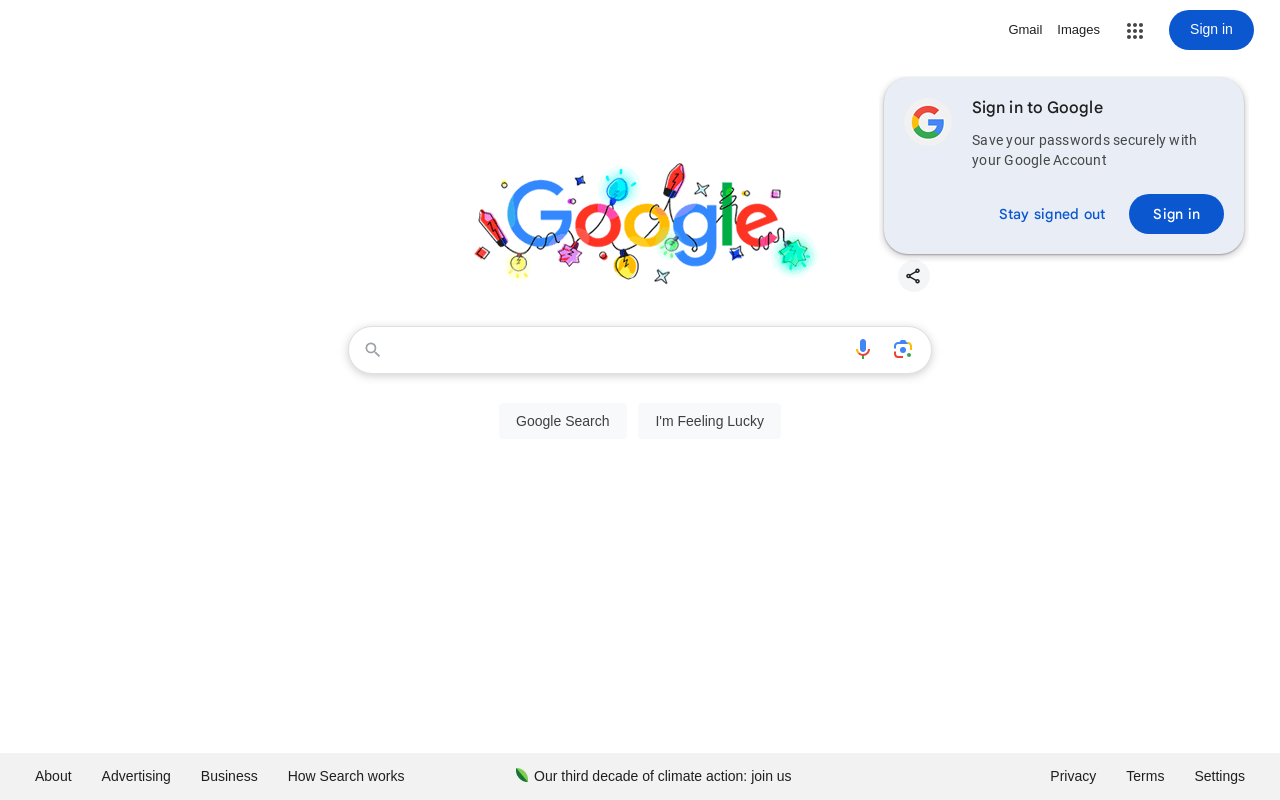 Gmail Images Sign in
Sign in to Google
Save your passwords securely with
your Google Account
Stay signed out Sign in
Google
Google Search I'm Feeling Lucky
About Advertising Business How Search works Our third decade of climate action: join us Privacy Terms Settings